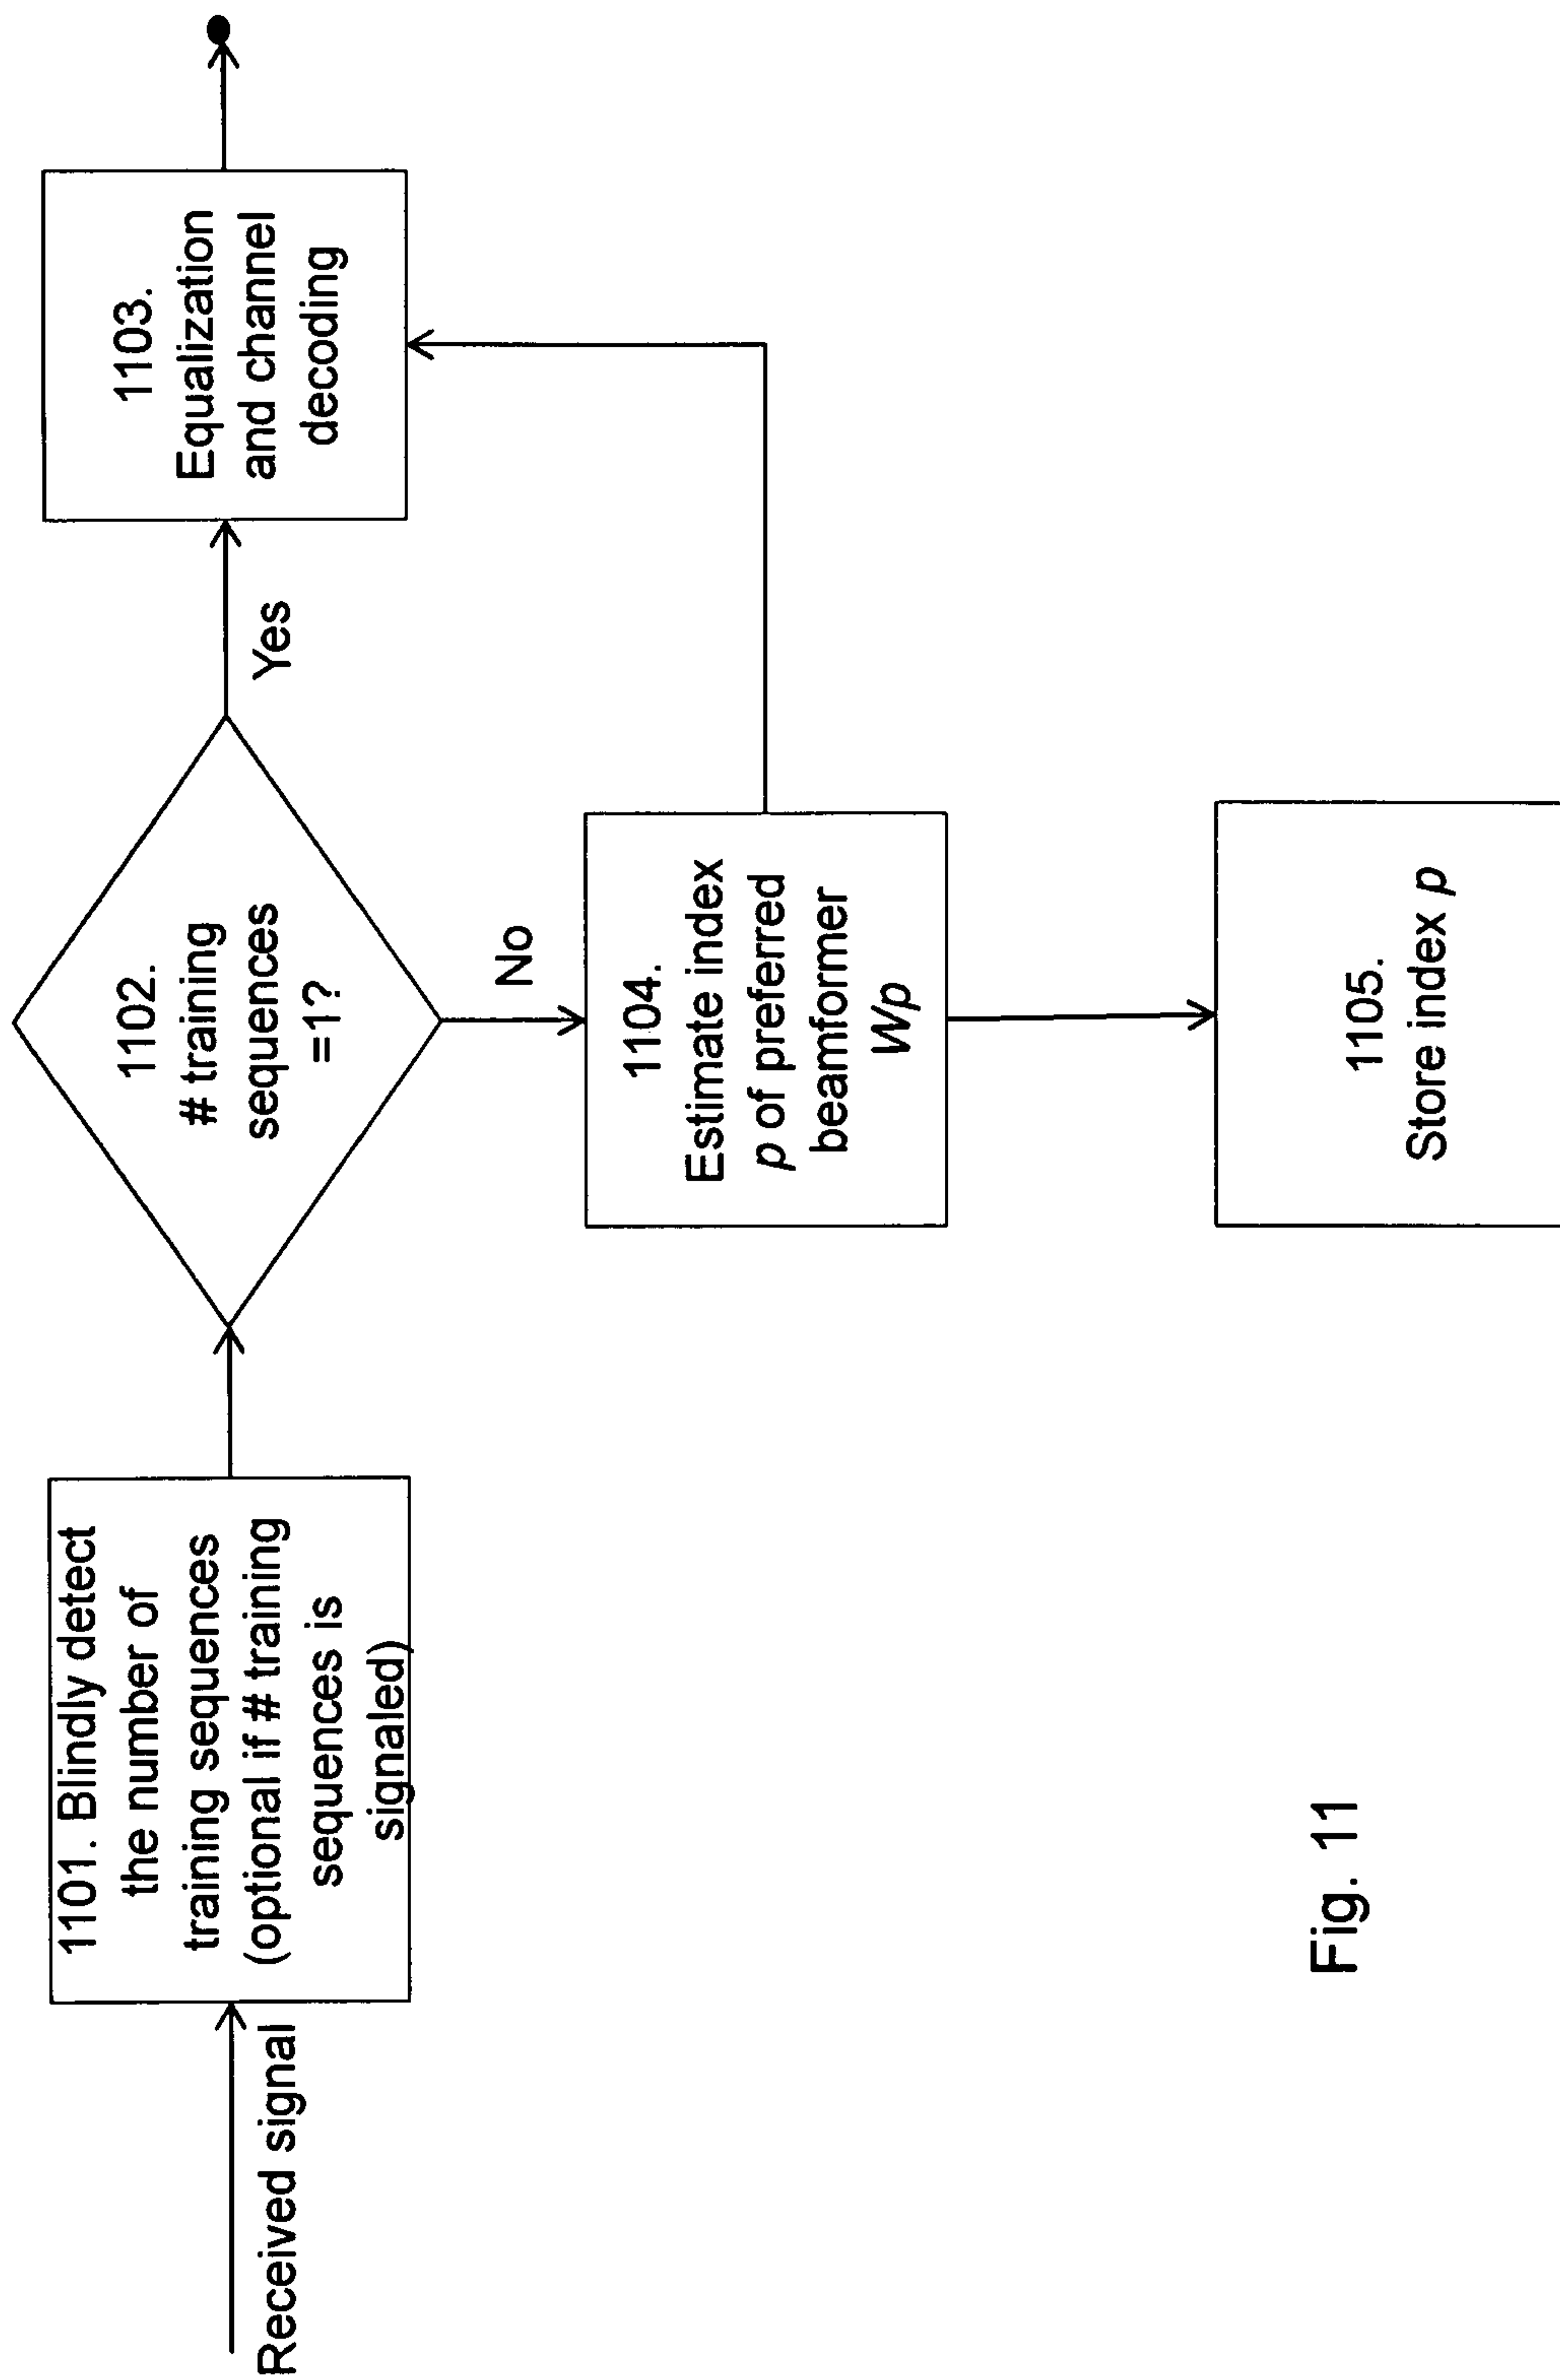 Received signal
1101. Blindly detect
the number of
training sequences
(optional if # training
sequences is
signaled)
1102.
# training
sequences
=1?
Yes
No
1103.
Equalization
and channel
decoding
1104.
Estimate index
p of preferred
beamformer
Wp
1105.
Store index p
Fig. 11